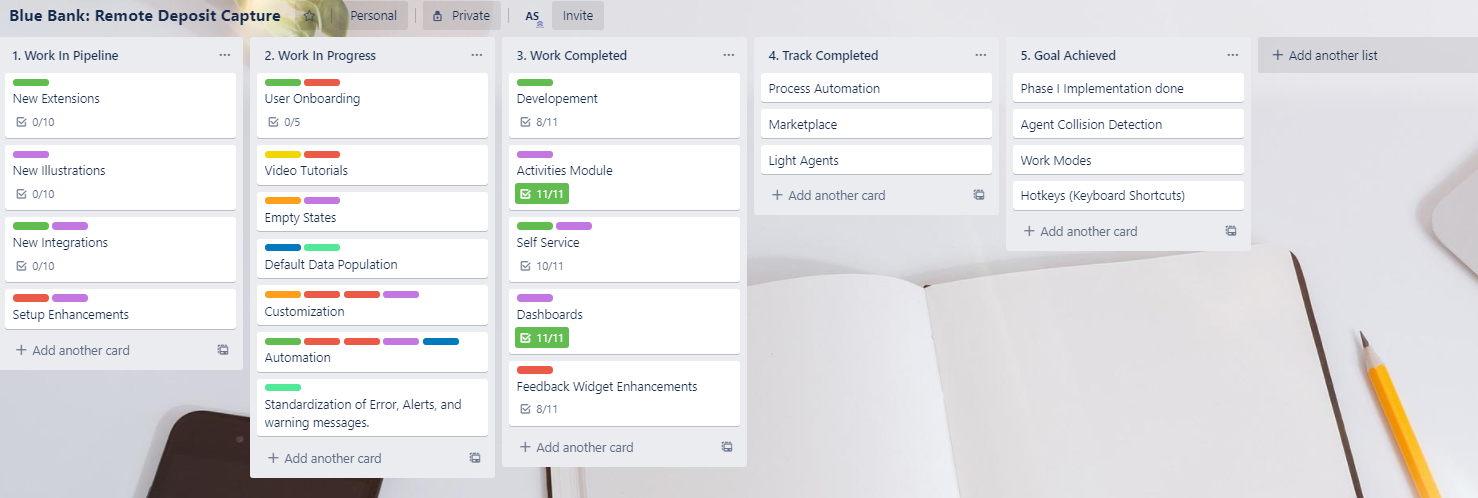 Blue Bank: Remote Deposit Capture
Personal
Private
AS
Invite
1. Work In Pipeline
New Extensions
0/10
New Illustrations
0/10
New Integrations
0/10
Setup Enhancements
+ Add another card
2. Work In Progress
User Onboarding
0/5
Video Tutorials
Empty States
Default Data Population
Customization
Automation
Standardization of Error, Alerts, and
warning messages.
+ Add another card
3. Work Completed
Developement
8/11
Activities Module
11/11
Self Service
10/11
Dashboards
11/11
Feedback Widget Enhancements
8/11
+ Add another card
4. Track Completed
Process Automation
Marketplace
Light Agents
+ Add another card
5. Goal Achieved
Phase I Implementation done
Agent Collision Detection
Work Modes
Hotkeys (Keyboard Shortcuts)
+ Add another card
+ Add another list